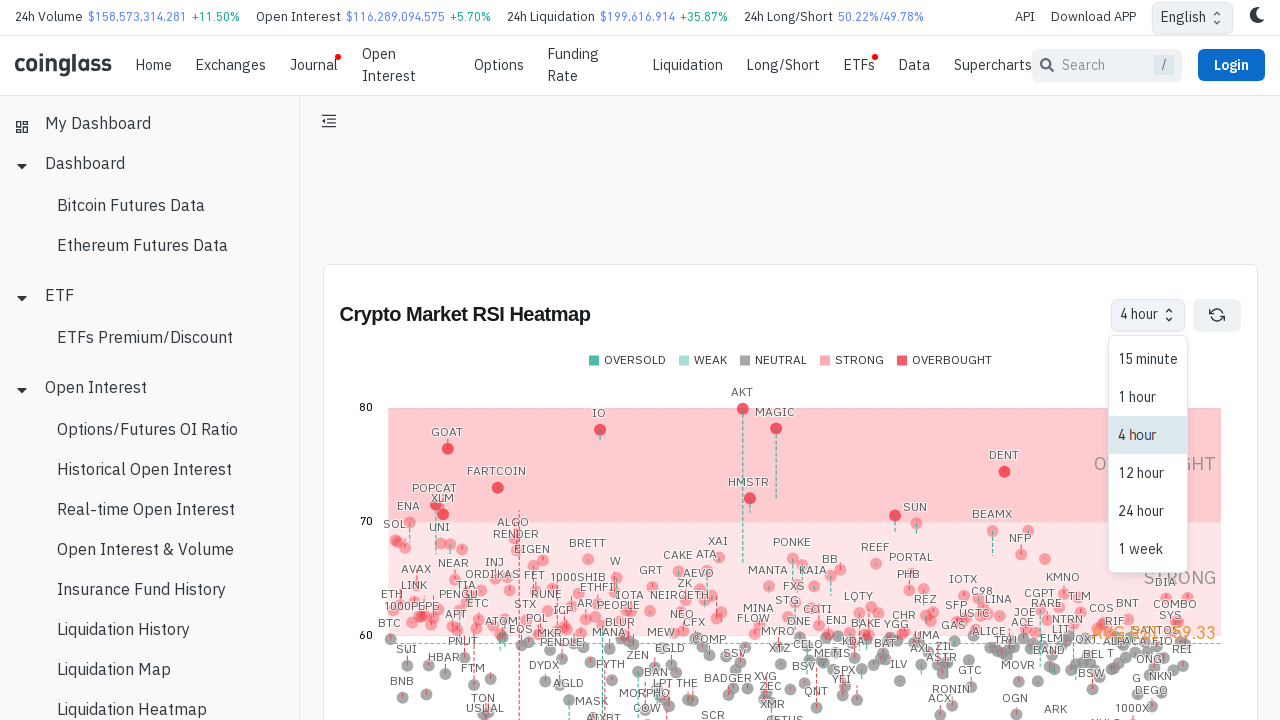 24h Volume $158,573,314,281 +11.50% Open Interest $116,289,094,575 +5.70% 24h Liquidation $199,616,914 +35.87% 24h Long/Short 50.22%/49.78% API Download APP English
coinglass Home Exchanges Journal Open Interest Options Funding Rate Liquidation Long/Short ETFs Data Supercharts Search / Login
My Dashboard
Dashboard
Bitcoin Futures Data
Ethereum Futures Data
ETF
ETFs Premium/Discount
Open Interest
Options/Futures OI Ratio
Historical Open Interest
Real-time Open Interest
Open Interest & Volume
Insurance Fund History
Liquidation History
Liquidation Map
Liquidation Heatmap
Crypto Market RSI Heatmap 4 hour
15 minute
1 hour
4 hour
12 hour
24 hour
1 week
OVERSOLD WEAK NEUTRAL STRONG OVERBOUGHT
AKT
80
IO MAGIC
GOAT
DENT
FARTCOIN
HMSTR
POPCAT
XLM
ENA SUN
BEAMX
70 SOL UNI ALGO
RENDER NFP
BRETT EIGEN XAI PONKE REEF
CAKE ATA PORTAL BB
NEAR INJ W
AVAX ORDI KAS FET 1000SHIB GRT AEVO MANTA KAIA PHB IOTX KMNO
LINK TIA RUNE ETHFI ZK FXS C98 TLM DIA
ETH PENGU IOTA NEIROETH LQTY REZ LINA CGPT
1000PEPE ETC STX AR PEOPLE STG SFP RARE COS BNT COMBO
APT ICP NEO MINA COTI CHR USTC JOE RIF SYS
BTC ATOM POL BLUR CFX FLOW ONE ENJ BAKE YGG GAS ACE NTRN
60 EOS MKR MANA MEW MYRO UMA ALICE LIT SANTOS
PNUT PENDLE COMP KDA BAT TRU FLM OXT FIO
SUI ZEN EGLD SSV CELO METIS AXL ZIL BAND BEL T REI
HBAR DYDX PYTH XTZ ASTR
FTM BAN BSV SPX ILV GTC MOVR BSW ONG
BNB AGLD LPT THE BADGER XVG YFI G NKN
TON MORPHO ZEC QNT RONIN OGN DEGO
USUAL MASK COW XMR ACX ARK 1000X
SCR
STRONG